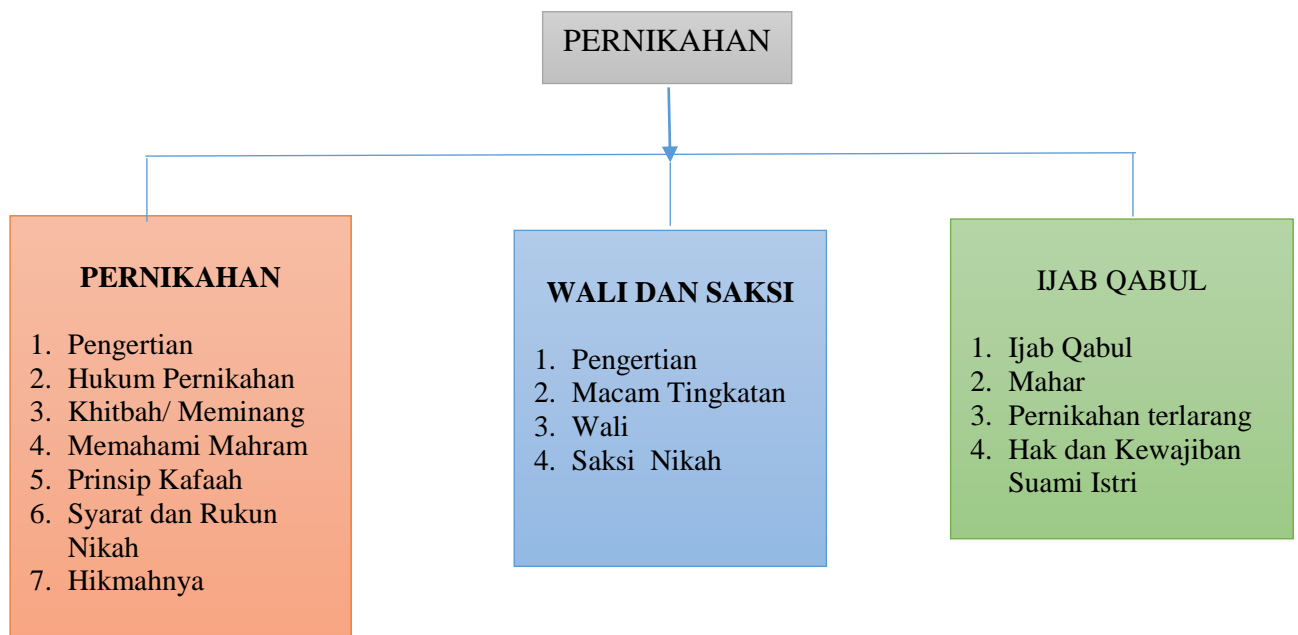 PERNIKAHAN
PERNIKAHAN
1. Pengertian
2. Hukum Pernikahan
3. Khitbah/ Meminang
4. Memahami Mahram
5. Prinsip Kafaah
6. Syarat dan Rukun
Nikah
7. Hikmahnya
WALI DAN SAKSI
1. Pengertian
2. Macam Tingkatan
3. Wali
4. Saksi Nikah
IJAB QABUL
1. Ijab Qabul
2. Mahar
3. Pernikahan terlarang
4. Hak dan Kewajiban
Suami Istri